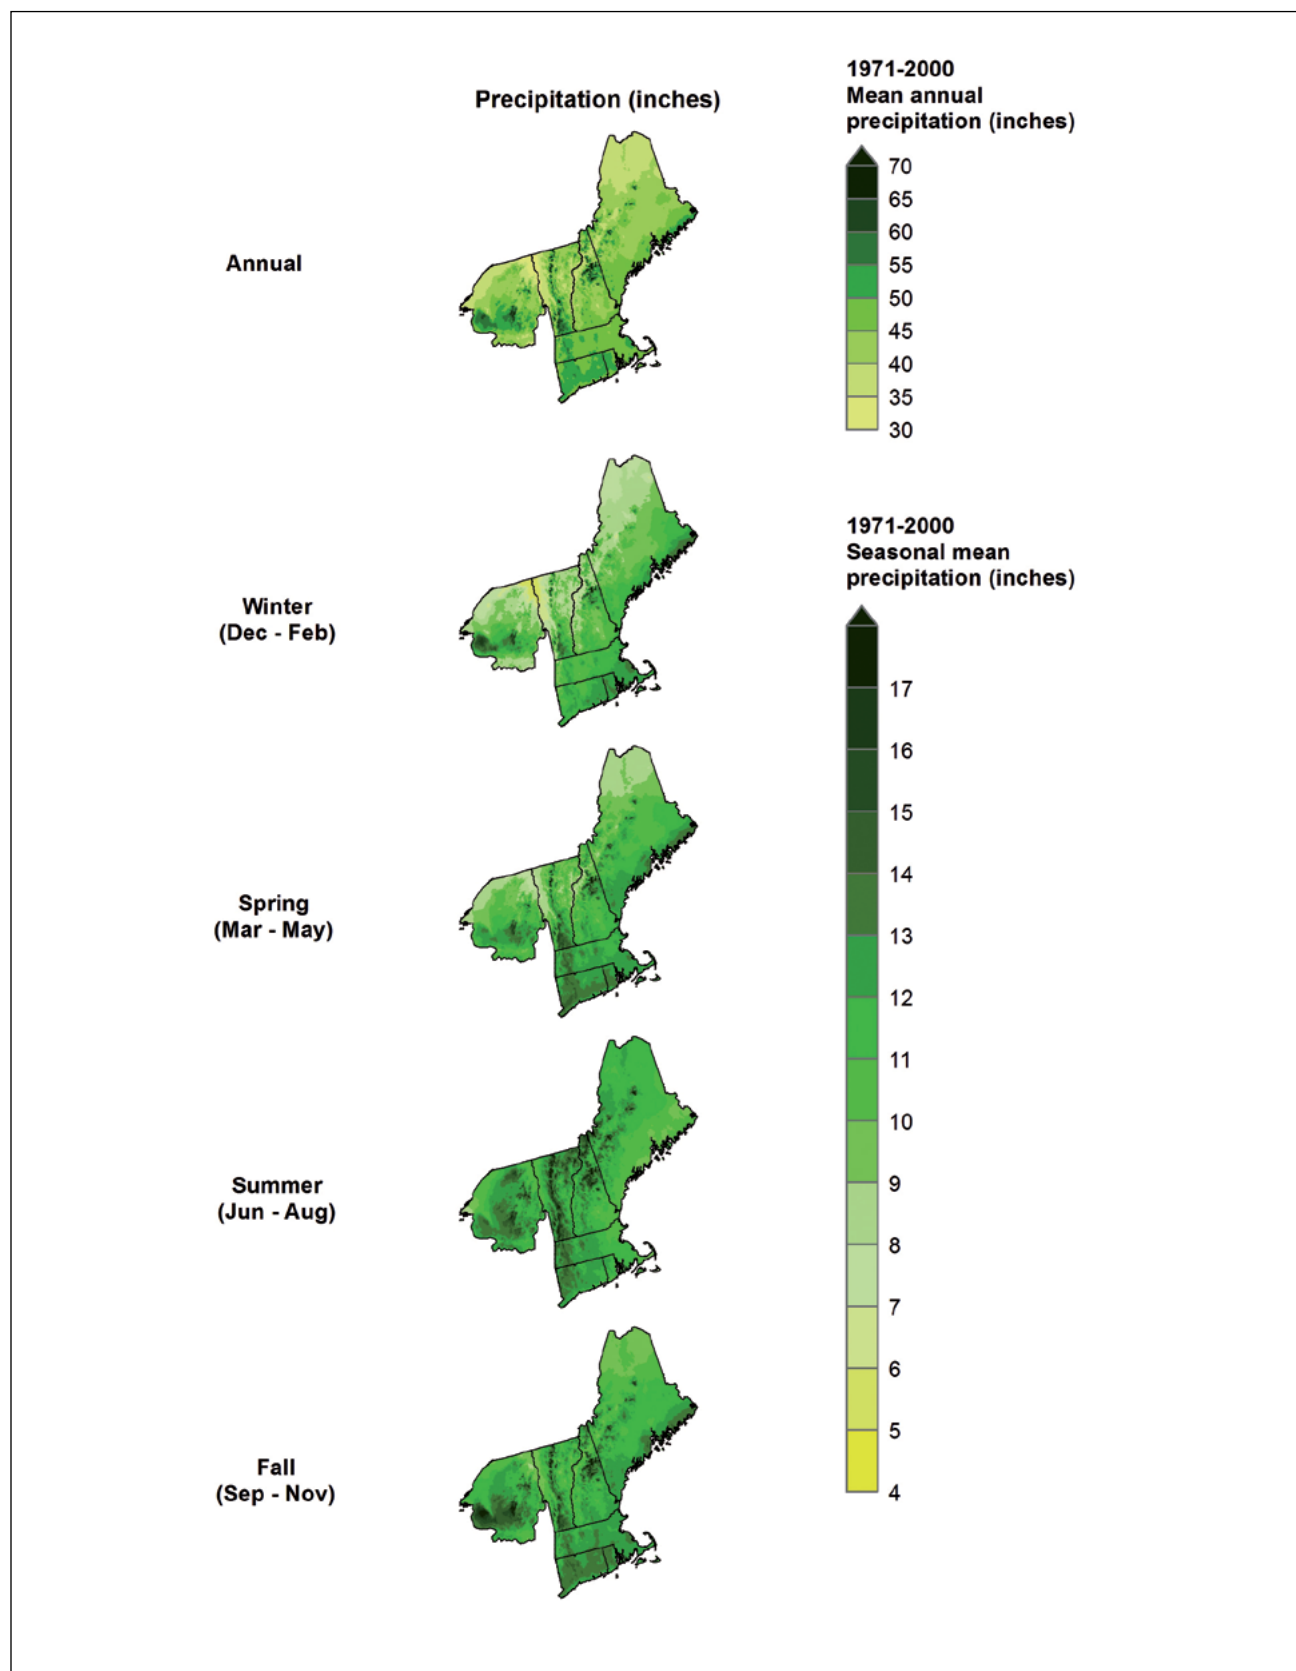 Precipitation (inches)
1971-2000
Mean annual
precipitation (inches)
70
65
60
55
50
45
40
35
30
Annual
1971-2000
Seasonal mean
precipitation (inches)
17
16
15
14
13
12
11
10
9
8
7
6
5
4
Winter
(Dec - Feb)
Spring
(Mar - May)
Summer
(Jun - Aug)
Fall
(Sep - Nov)